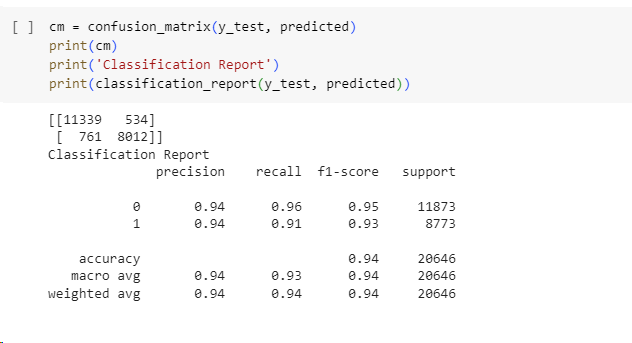 [ ] cm = confusion_matrix(y_test, predicted)
print(cm)
print('Classification Report')
print(classification_report(y_test, predicted))
[[11339 534]
[ 761 8012]]
Classification Report
precision recall f1-score support
0 0.94 0.96 0.95 11873
1 0.94 0.91 0.93 8773
accuracy 0.94 20646
macro avg 0.94 0.93 0.94 20646
weighted avg 0.94 0.94 0.94 20646